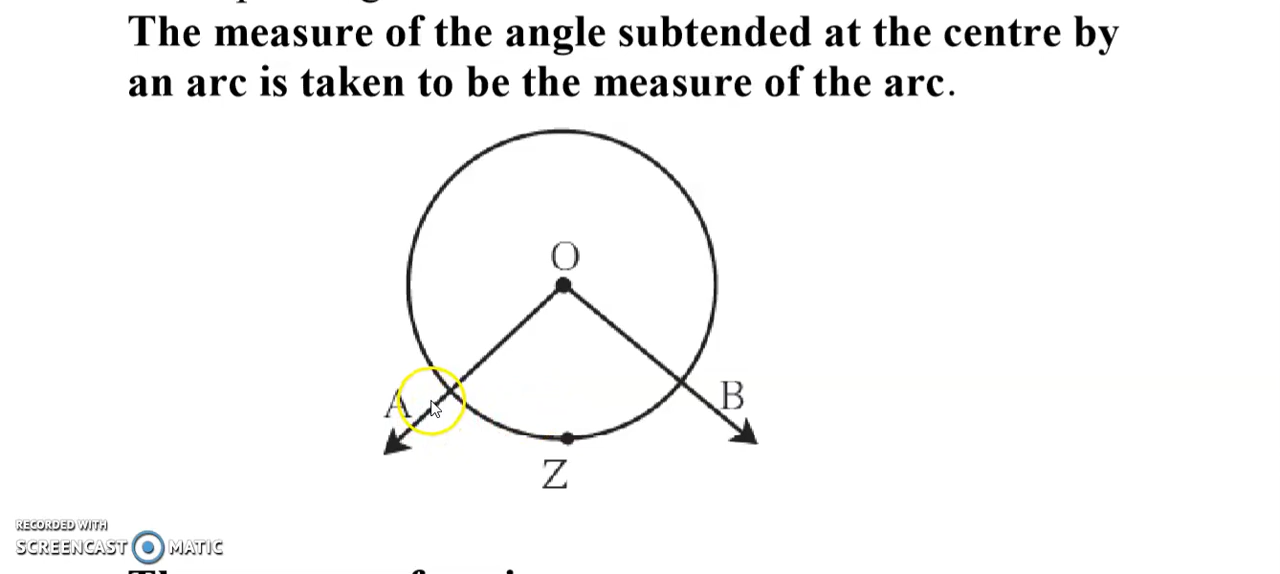 The measure of the angle subtended at the centre by
an arc is taken to be the measure of the arc.
O
A
B
Z
RECORDED WITH
SCREENCAST MATIC